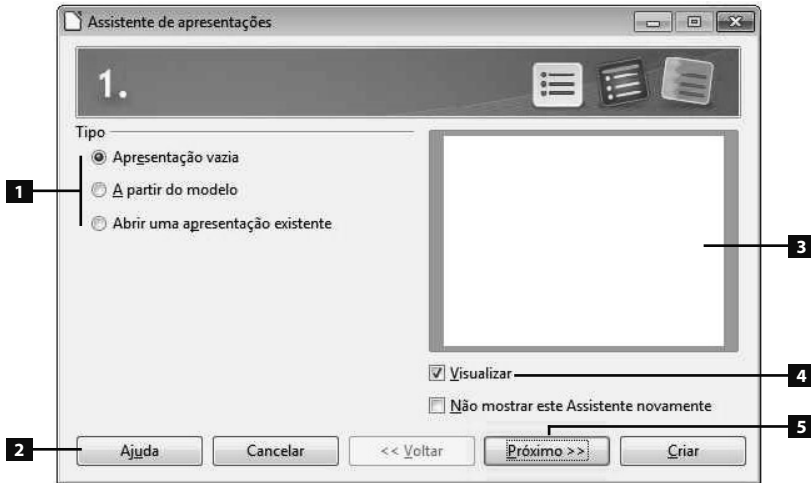 Assistente de apresentações
1.
Tipo
Apresentação vazia
1
A partir do modelo
Abrir uma apresentação existente
3
Visualizar
4
Não mostrar este Assistente novamente
5
2
Ajuda
Cancelar
<< Voltar
Próximo >>
Criar